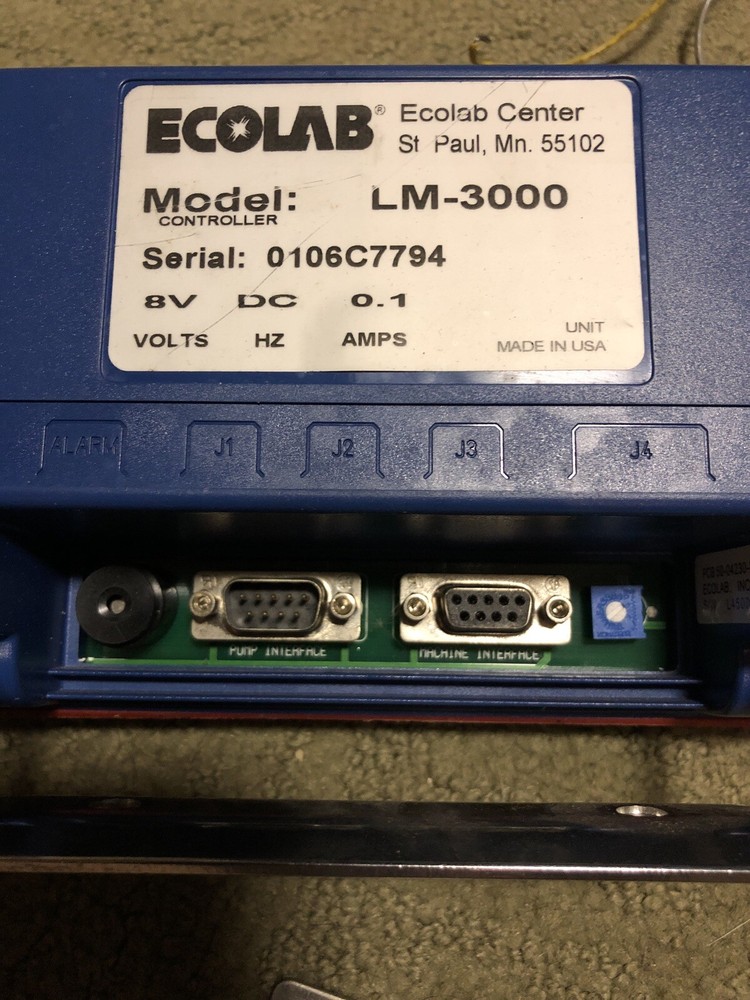 ECOLAB® Ecolab Center
St Paul, Mn. 55102
Model: LM-3000
CONTROLLER
Serial: 0106C7794
8V DC 0.1
VOLTS HZ AMPS
UNIT
MADE IN USA
ALARM J1 J2 J3 J4
PUMP INTERFACE MACHINE INTERFACE
ECOLAB: